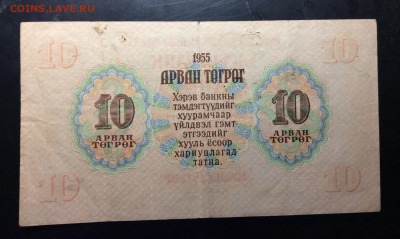 COINS.LAVE.RU
10 10
1955
АРВАН ТӨГРӨГ
10
АРВАН
ТӨГРӨГ
Хэрэв банкны
тэмдэгтүүдийг
хуурамчаар
үйлдвэл гэмт
этгээдийг
хууль ёсоор
хариуцлагад
татна.
10
АРВАН
ТӨГРӨГ
10 10